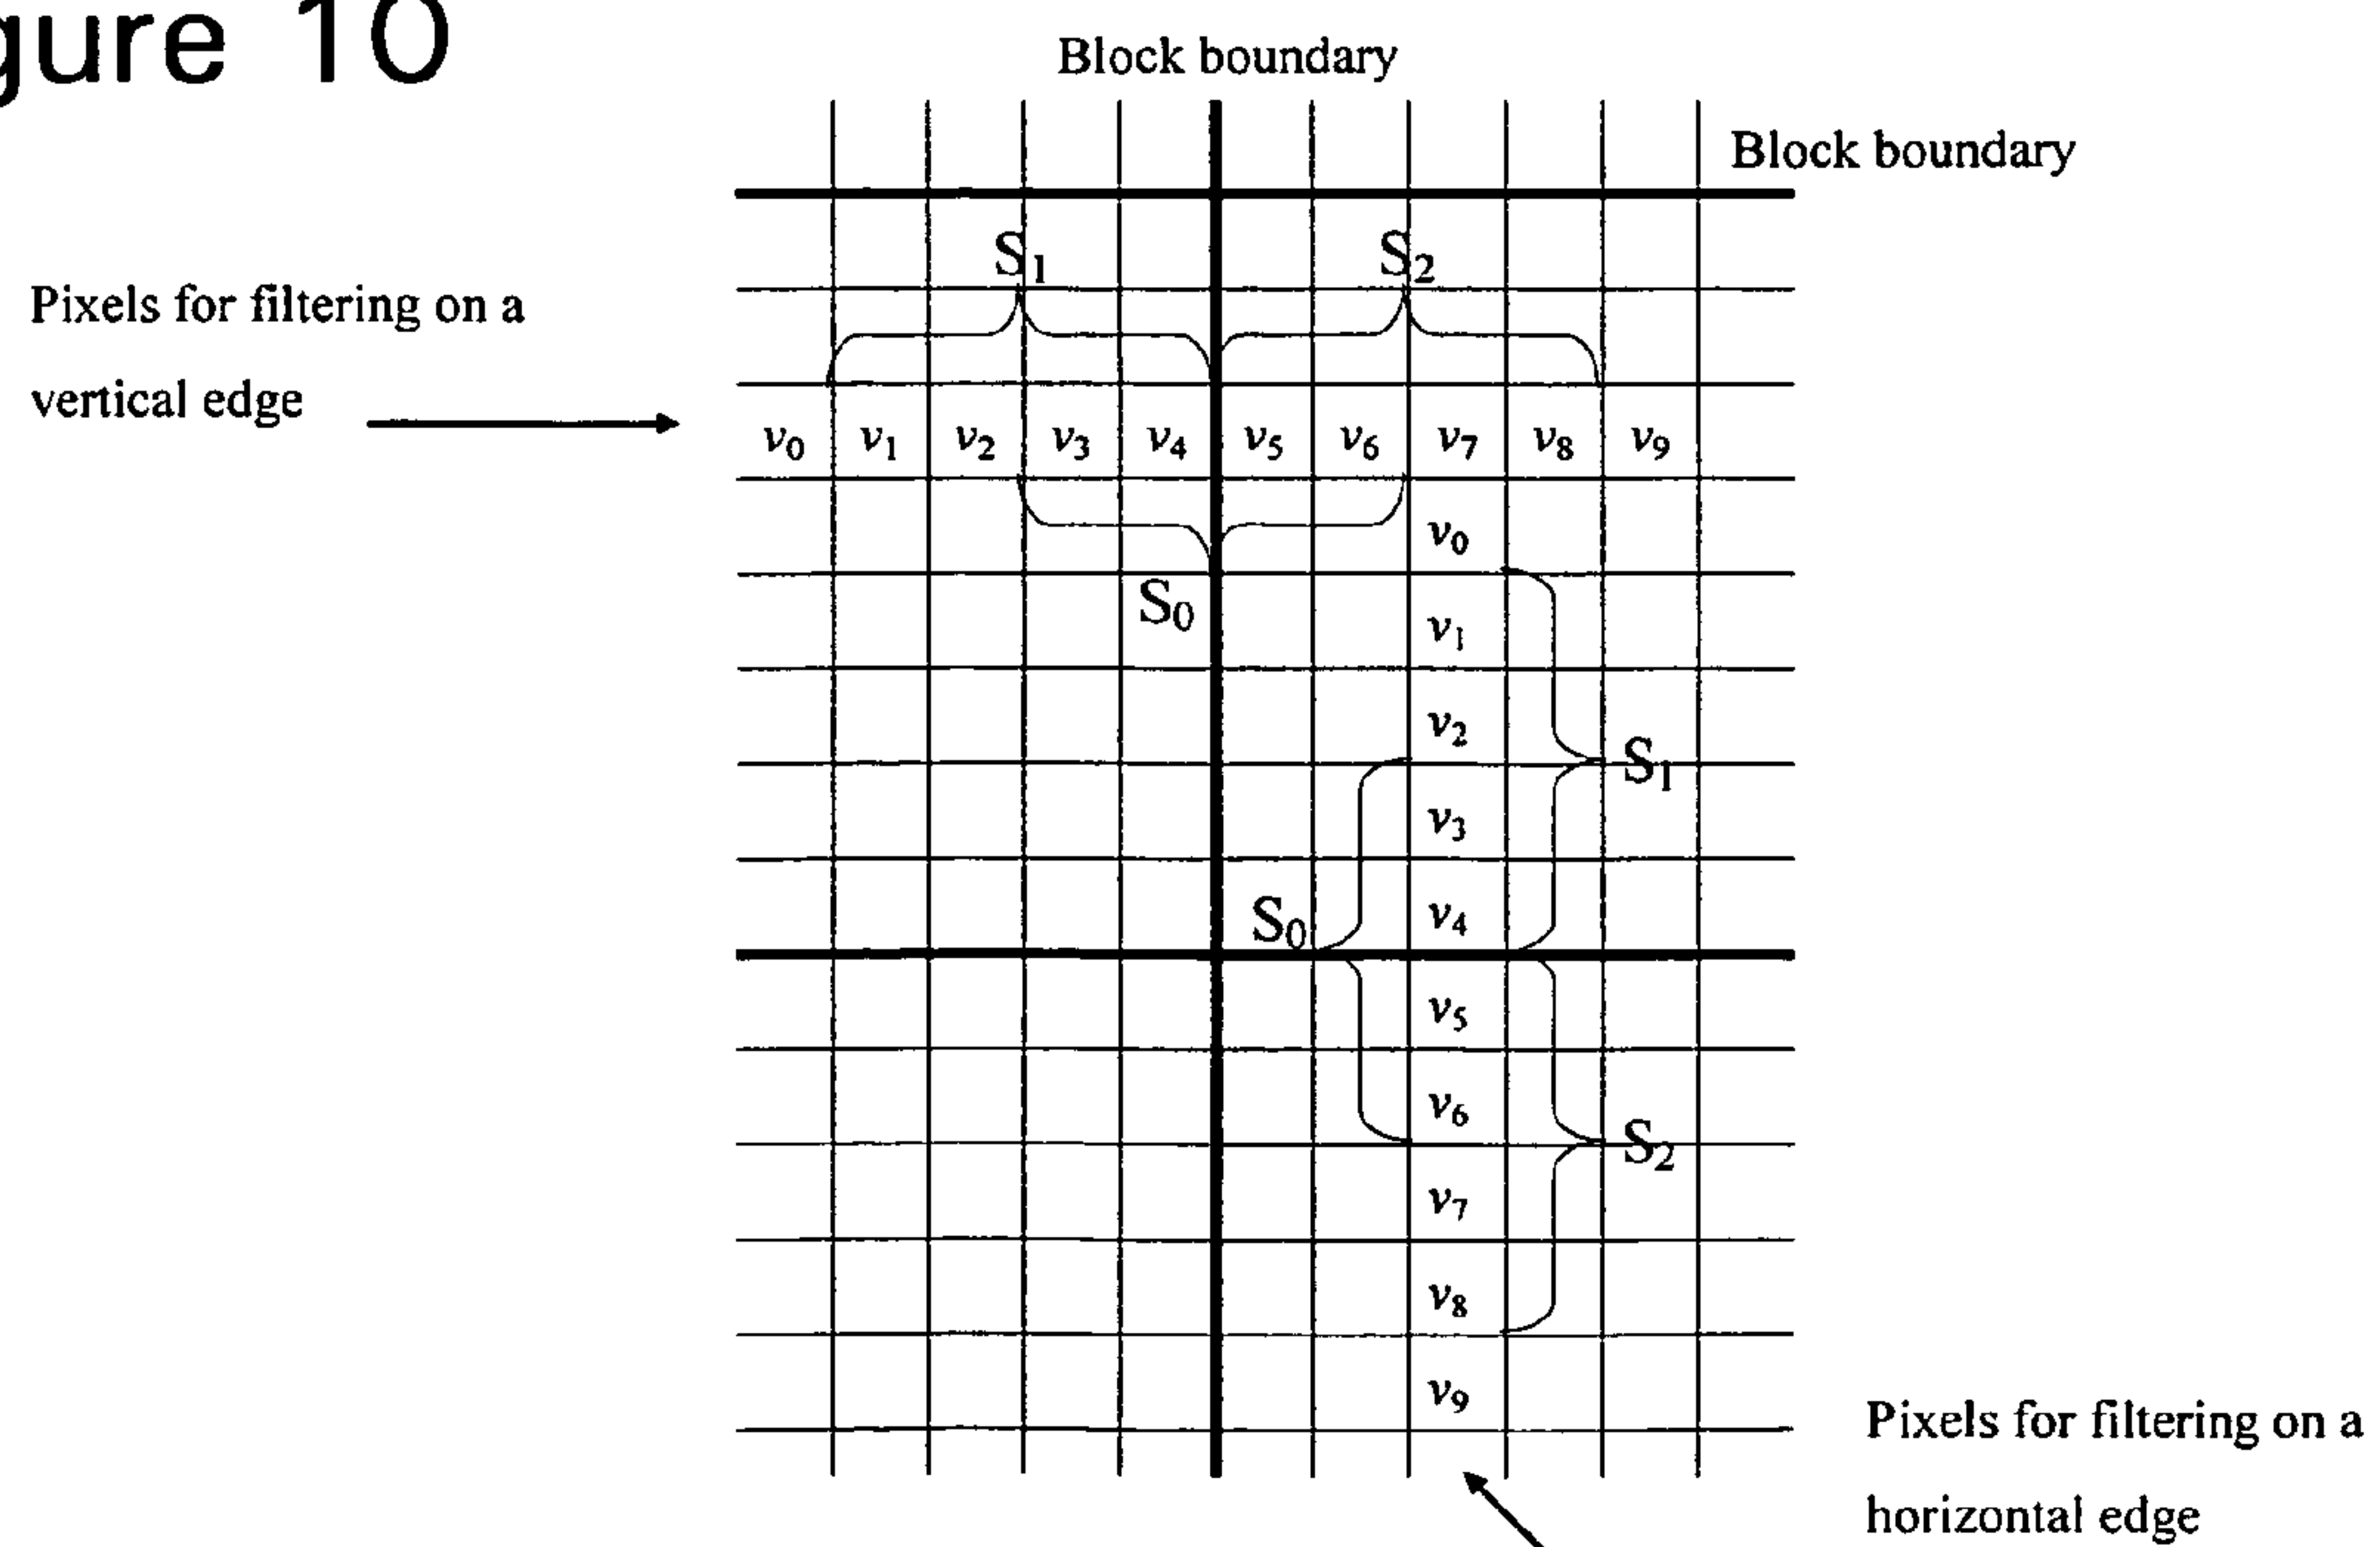 gure 10
Block boundary
Block boundary
S1 S2
Pixels for filtering on a
vertical edge
v0 v1 v2 v3 v4 v5 v6 v7 v8 v9
v0
S0
v1
v2
S1
v3
S0 v4
v5
v6
S2
v7
v8
v9
Pixels for filtering on a
horizontal edge